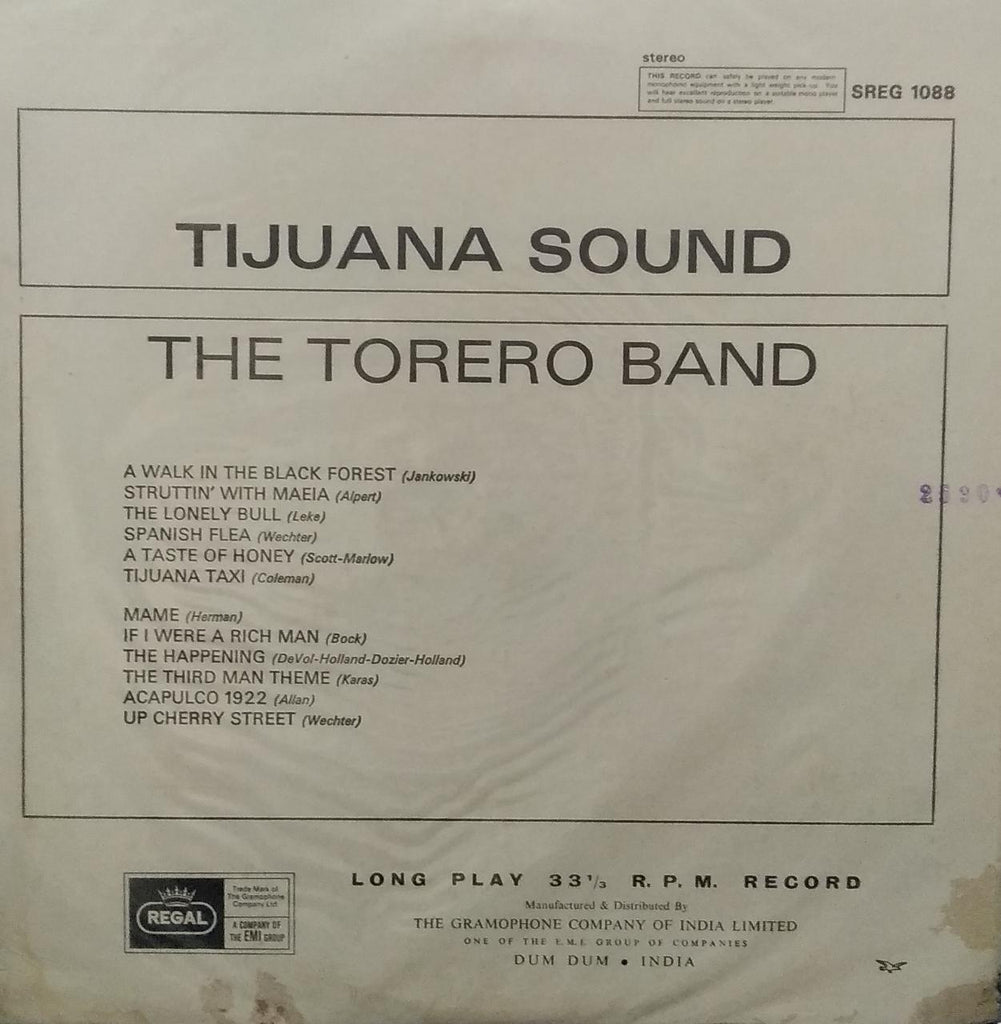 stereo
THIS RECORD can safely be played on any modern
monophonic equipment with a light weight pick-up. You
will hear excellent reproduction on a suitable mono player
and full stereo sound on a stereo player.
SREG 1088
TIJUANA SOUND
THE TORERO BAND
A WALK IN THE BLACK FOREST (Jankowski)
STRUTTIN' WITH MAEIA (Alpert)
THE LONELY BULL (Leke)
SPANISH FLEA (Wechter)
A TASTE OF HONEY (Scott-Marlow)
TIJUANA TAXI (Coleman)
MAME (Herman)
IF I WERE A RICH MAN (Bock)
THE HAPPENING (DeVol-Holland-Dozier-Holland)
THE THIRD MAN THEME (Karas)
ACAPULCO 1922 (Allan)
UP CHERRY STREET (Wechter)
REGAL
Trade Mark of
The Gramophone
Company Ltd
A COMPANY OF
THE EMI GROUP
LONG PLAY 33 1/3 R. P. M. RECORD
Manufactured & Distributed By
THE GRAMOPHONE COMPANY OF INDIA LIMITED
ONE OF THE E.M.I. GROUP OF COMPANIES
DUM DUM • INDIA